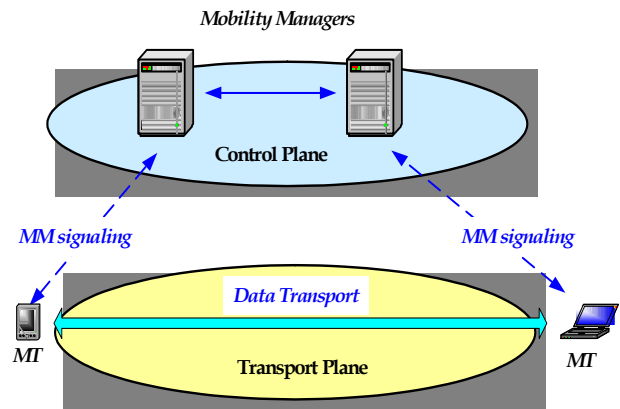 Mobility Managers
Control Plane
MM signaling
MM signaling
Data Transport
MT
MT
Transport Plane